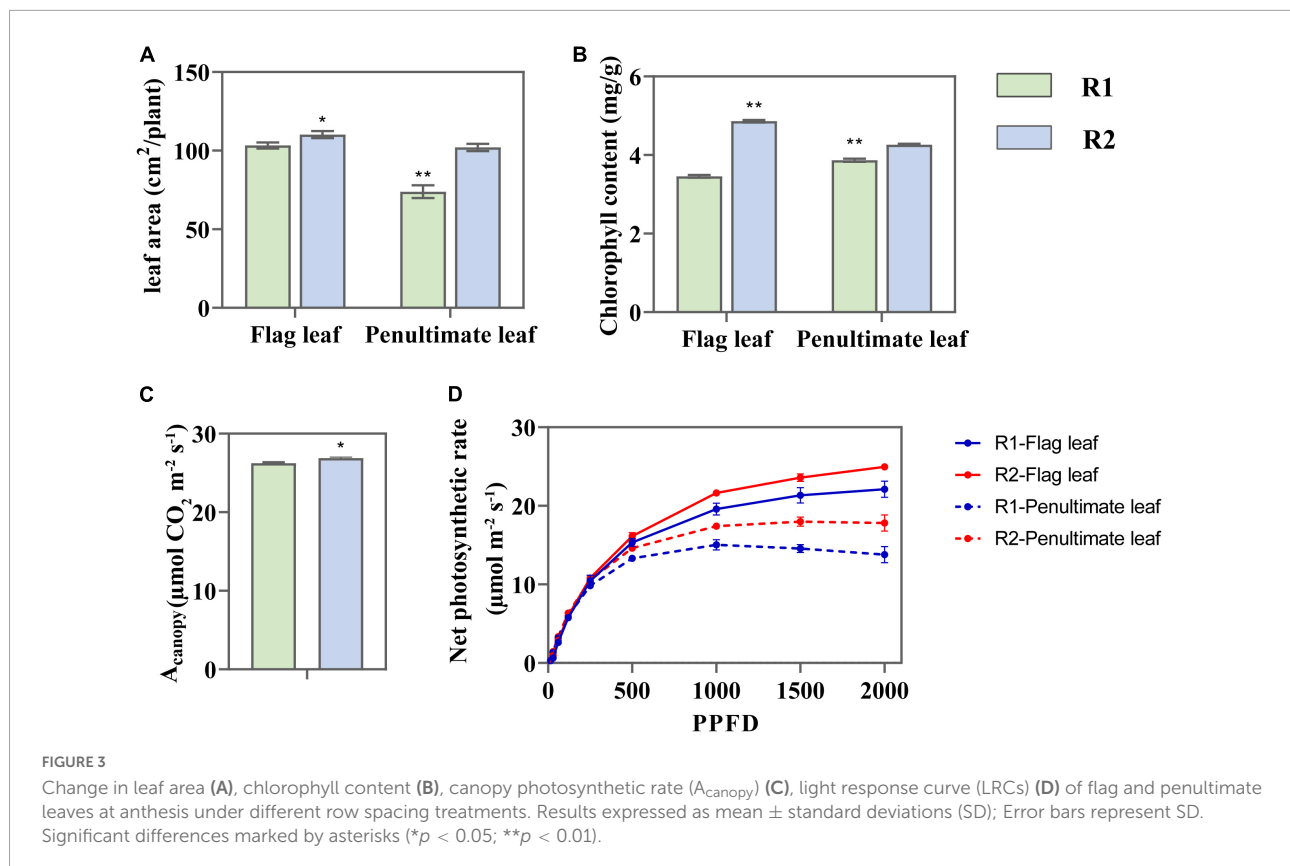 A
leaf area (cm²/plant)
150
100
50
0
*
**
Flag leaf
Penultimate leaf
B
Chlorophyll content (mg/g)
6
4
2
0
**
**
Flag leaf
Penultimate leaf
R1
R2
C
A_canopy (μmol CO₂ m⁻² s⁻¹)
30
20
10
0
*
D
Net photosynthetic rate
(μmol m⁻² s⁻¹)
30
20
10
0
0
500
1000
1500
2000
PPFD
R1-Flag leaf
R2-Flag leaf
R1-Penultimate leaf
R2-Penultimate leaf
FIGURE 3
Change in leaf area (A), chlorophyll content (B), canopy photosynthetic rate (A_canopy) (C), light response curve (LRCs) (D) of flag and penultimate
leaves at anthesis under different row spacing treatments. Results expressed as mean ± standard deviations (SD); Error bars represent SD.
Significant differences marked by asterisks (*p < 0.05; **p < 0.01).